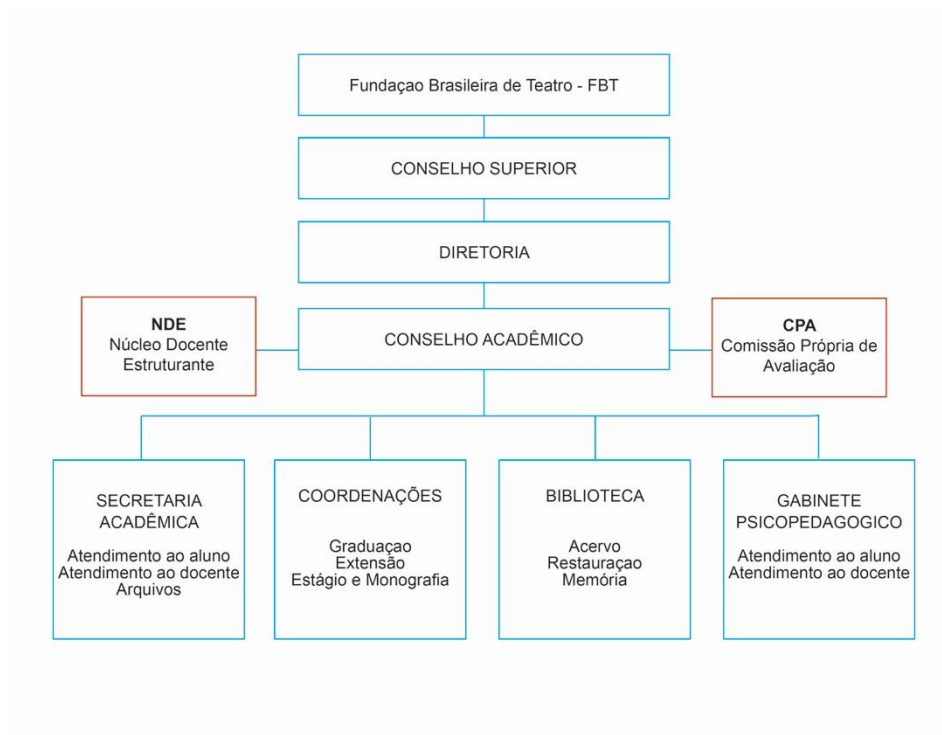 Fundaçao Brasileira de Teatro - FBT
CONSELHO SUPERIOR
DIRETORIA
NDE
Núcleo Docente
Estruturante
CONSELHO ACADÊMICO
CPA
Comissão Própria de
Avaliação
SECRETARIA
ACADÊMICA
Atendimento ao aluno
Atendimento ao docente
Arquivos
COORDENAÇÕES
Graduaçao
Extensão
Estágio e Monografia
BIBLIOTECA
Acervo
Restauraçao
Memória
GABINETE
PSICOPEDAGOGICO
Atendimento ao aluno
Atendimento ao docente